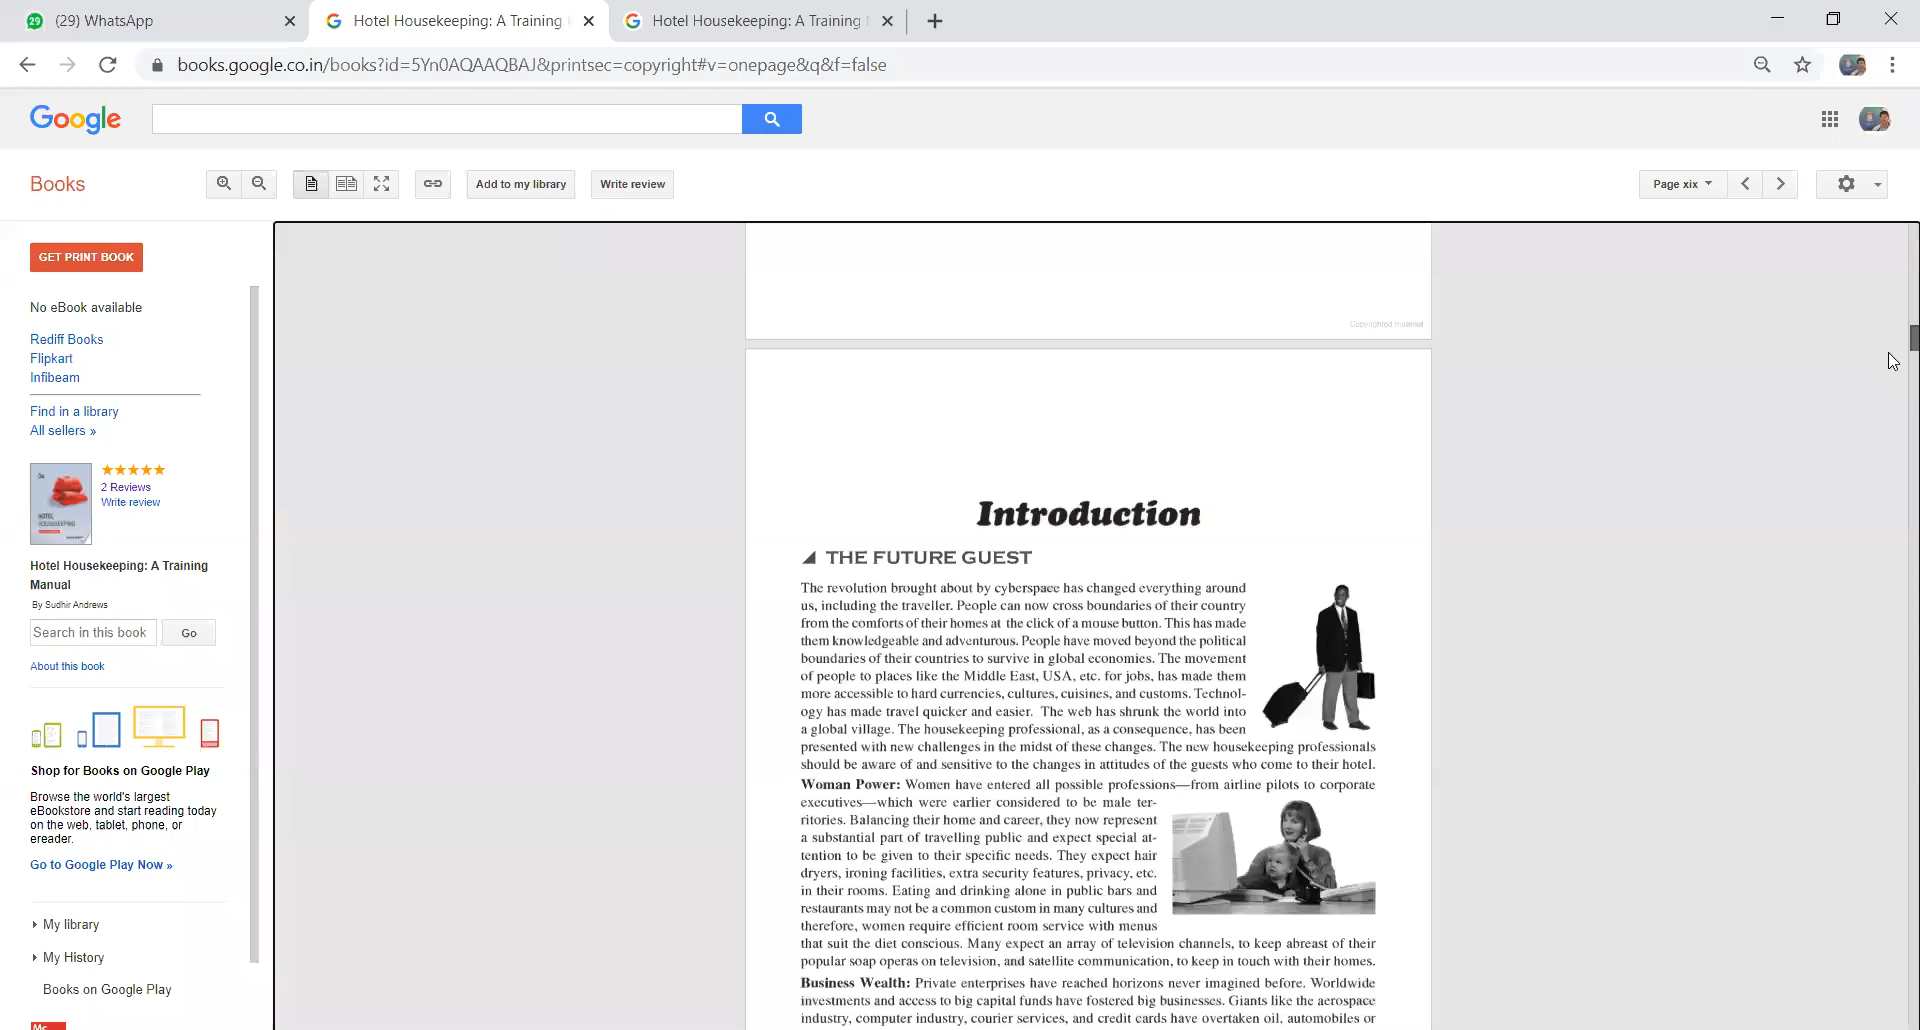 29 (29) WhatsApp
Hotel Housekeeping: A Training
Hotel Housekeeping: A Training
books.google.co.in/books?id=5Yn0AQAAQBAJ&printsec=copyright#v=onepage&q&f=false
Google
Books
Add to my library
Write review
Page xix
GET PRINT BOOK
No eBook available
Rediff Books
Flipkart
Infibeam
Find in a library
All sellers »
2 Reviews
Write review
HOTEL
HOUSEKEEPING
Hotel Housekeeping: A Training
Manual
By Sudhir Andrews
Search in this book
Go
About this book
Shop for Books on Google Play
Browse the world's largest
eBookstore and start reading today
on the web, tablet, phone, or
ereader.
Go to Google Play Now »
My library
My History
Books on Google Play
Mc
Copyrighted material
Introduction
THE FUTURE GUEST
The revolution brought about by cyberspace has changed everything around
us, including the traveller. People can now cross boundaries of their country
from the comforts of their homes at the click of a mouse button. This has made
them knowledgeable and adventurous. People have moved beyond the political
boundaries of their countries to survive in global economies. The movement
of people to places like the Middle East, USA, etc. for jobs, has made them
more accessible to hard currencies, cultures, cuisines, and customs. Technol-
ogy has made travel quicker and easier. The web has shrunk the world into
a global village. The housekeeping professional, as a consequence, has been
presented with new challenges in the midst of these changes. The new housekeeping professionals
should be aware of and sensitive to the changes in attitudes of the guests who come to their hotel.
Woman Power: Women have entered all possible professions—from airline pilots to corporate
executives—which were earlier considered to be male ter-
ritories. Balancing their home and career, they now represent
a substantial part of travelling public and expect special at-
tention to be given to their specific needs. They expect hair
dryers, ironing facilities, extra security features, privacy, etc.
in their rooms. Eating and drinking alone in public bars and
restaurants may not be a common custom in many cultures and
therefore, women require efficient room service with menus
that suit the diet conscious. Many expect an array of television channels, to keep abreast of their
popular soap operas on television, and satellite communication, to keep in touch with their homes.
Business Wealth: Private enterprises have reached horizons never imagined before. Worldwide
investments and access to big capital funds have fostered big businesses. Giants like the aerospace
industry, computer industry, courier services, and credit cards have overtaken oil, automobiles or